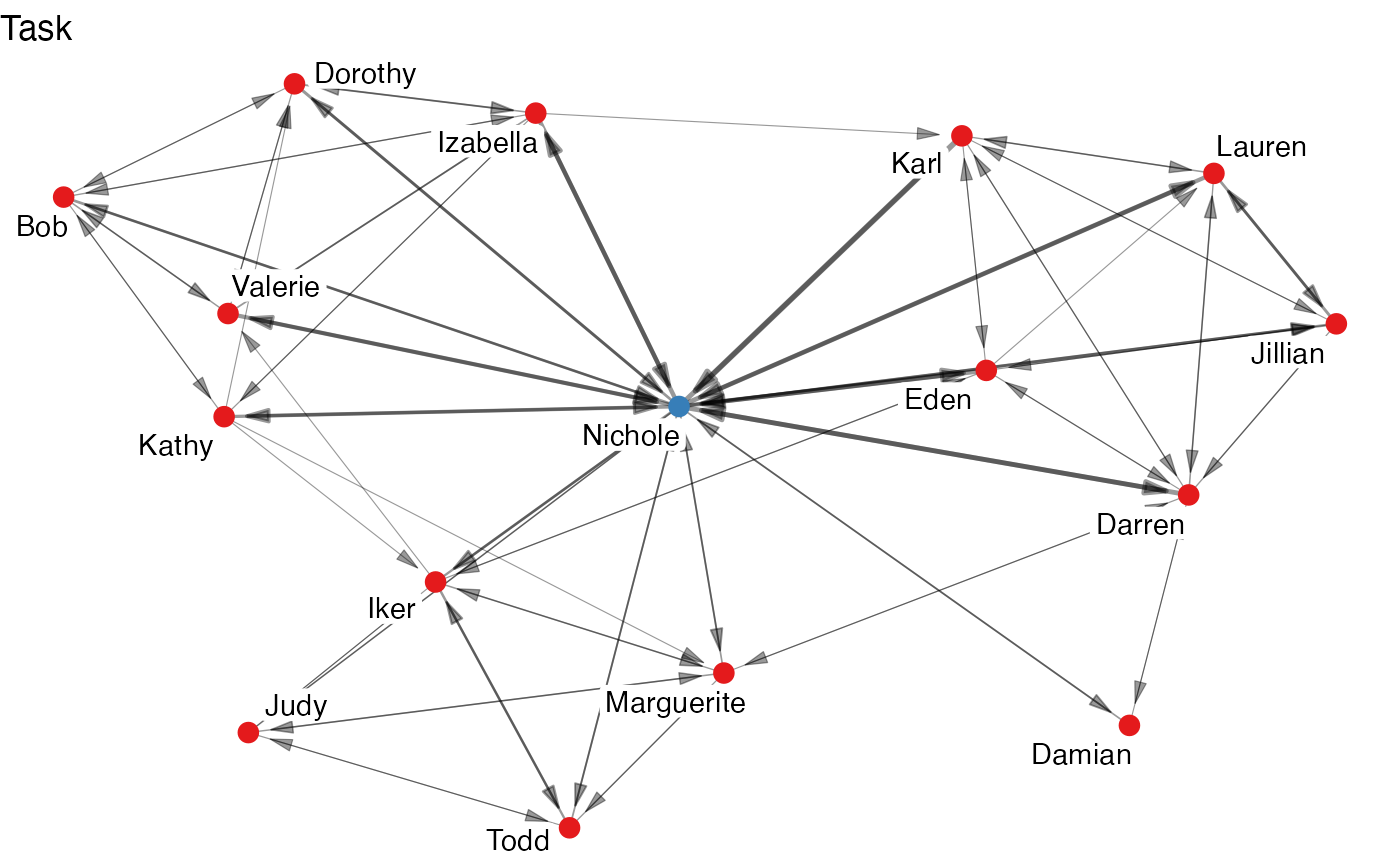 Task
Dorothy
Izabella
Karl
Lauren
Bob
Valerie
Jillian
Eden
Nichole
Kathy
Darren
Iker
Judy
Marguerite
Damian
Todd